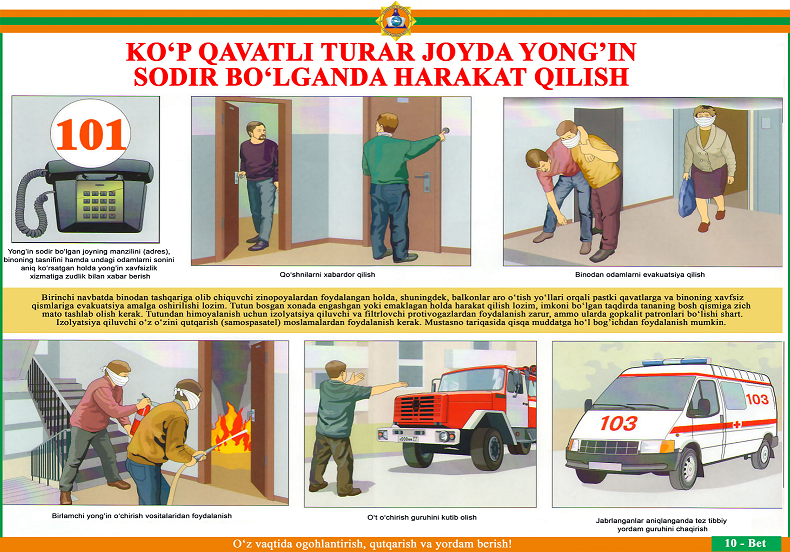 KO‘P QAVATLI TURAR JOYDA YONG’IN
SODIR BO‘LGANDA HARAKAT QILISH
101
Yong‘in sodir bo‘lgan joyning manzilini (adres),
binoning tasnifini hamda undagi odamlarni sonini
aniq ko‘rsatgan holda yong‘in xavfsizlik
xizmatiga zudlik bilan xabar berish
Qo‘shnilarni xabardor qilish
Binodan odamlarni evakuatsiya qilish
Birinchi navbatda binodan tashqariga olib chiquvchi zinopoyalardan foydalangan holda, shuningdek, balkonlar aro o‘tish yo‘llari orqali pastki qavatlarga va binoning xavfsiz
qismlariga evakuatsiya amalga oshirilishi lozim. Tutun bosgan xonada engashgan yoki emaklagan holda harakat qilish lozim, imkoni bo‘lgan taqdirda tananing bosh qismiga zich
mato tashlab olish kerak. Tutundan himoyalanish uchun izolyatsiya qiluvchi va filtrlovchi protivogazlardan foydalanish zarur, ammo ularda gopkalit patronlari bo‘lishi shart.
Izolyatsiya qiluvchi o‘z o‘zini qutqarish (samospasatel) moslamalardan foydalanish kerak. Mustasno tariqasida qisqa muddatga ho‘l bog‘ichdan foydalanish mumkin.
103
103
Birlamchi yong‘in o‘chirish vositalaridan foydalanish
O‘t o‘chirish guruhini kutib olish
Jabrlanganlar aniqlanganda tez tibbiy
yordam guruhini chaqirish
O‘z vaqtida ogohlantirish, qutqarish va yordam berish!
10 - Bet